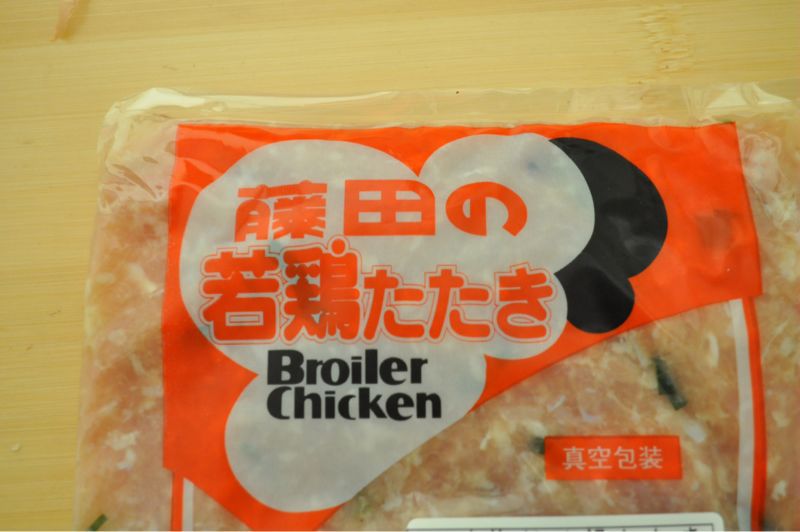 藤田の
若鶏たたき
Broiler
Chicken
真空包装